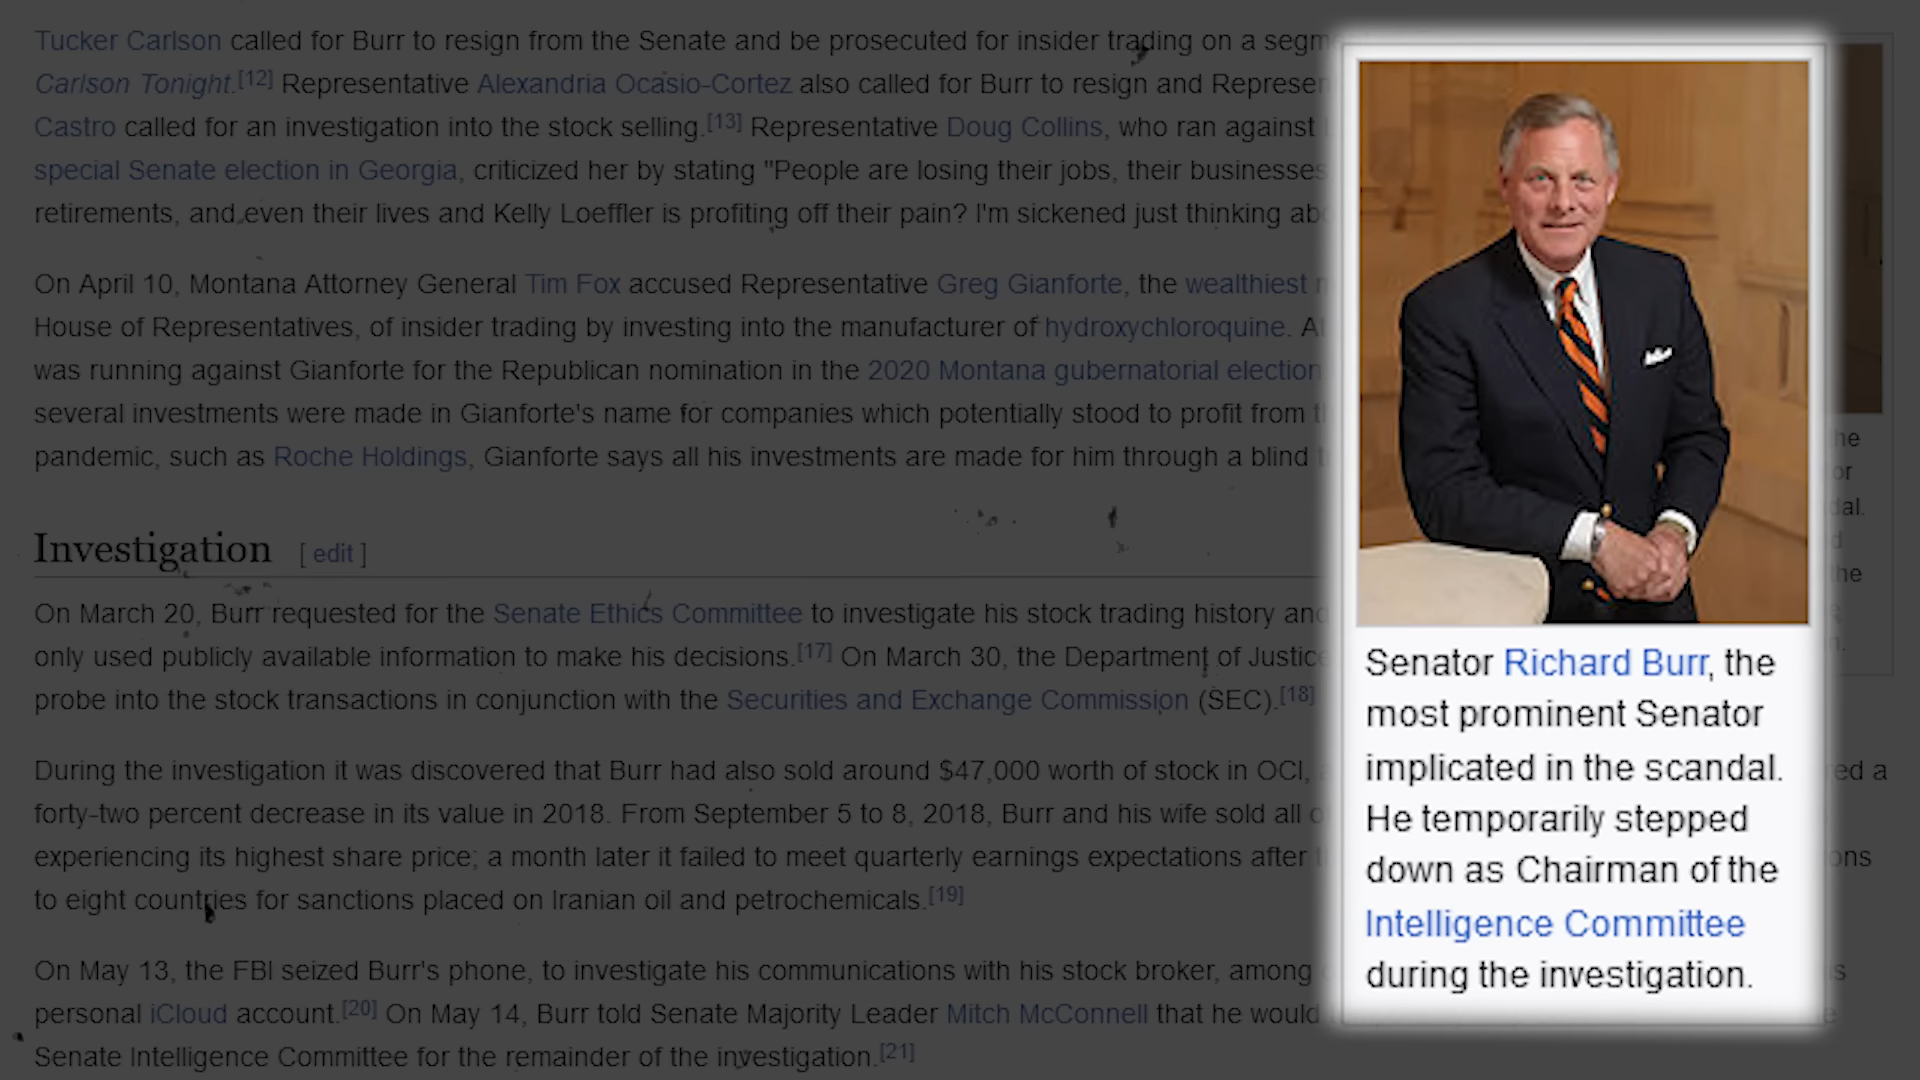 Tucker Carlson called for Burr to resign from the Senate and be prosecuted for insider trading on a segm
Carlson Tonight.[12] Representative Alexandria Ocasio-Cortez also called for Burr to resign and Represen
Castro called for an investigation into the stock selling.[13] Representative Doug Collins, who ran against
special Senate election in Georgia, criticized her by stating "People are losing their jobs, their businesses,
retirements, and even their lives and Kelly Loeffler is profiting off their pain? I'm sickened just thinking abo
On April 10, Montana Attorney General Tim Fox accused Representative Greg Gianforte, the wealthiest
House of Representatives, of insider trading by investing into the manufacturer of hydroxychloroquine. At
was running against Gianforte for the Republican nomination in the 2020 Montana gubernatorial election
several investments were made in Gianforte's name for companies which potentially stood to profit from
pandemic, such as Roche Holdings, Gianforte says all his investments are made for him through a blind
Investigation [ edit ]
On March 20, Burr requested for the Senate Ethics Committee to investigate his stock trading history and
only used publicly available information to make his decisions.[17] On March 30, the Department of Justice
probe into the stock transactions in conjunction with the Securities and Exchange Commission (SEC).[18]
During the investigation it was discovered that Burr had also sold around $47,000 worth of stock in OCI,
forty-two percent decrease in its value in 2018. From September 5 to 8, 2018, Burr and his wife sold all
experiencing its highest share price; a month later it failed to meet quarterly earnings expectations after
to eight countries for sanctions placed on Iranian oil and petrochemicals.[19]
On May 13, the FBI seized Burr's phone, to investigate his communications with his stock broker, among
personal iCloud account.[20] On May 14, Burr told Senate Majority Leader Mitch McConnell that he would
Senate Intelligence Committee for the remainder of the investigation.[21]
Senator Richard Burr, the
most prominent Senator
implicated in the scandal.
He temporarily stepped
down as Chairman of the
Intelligence Committee
during the investigation.